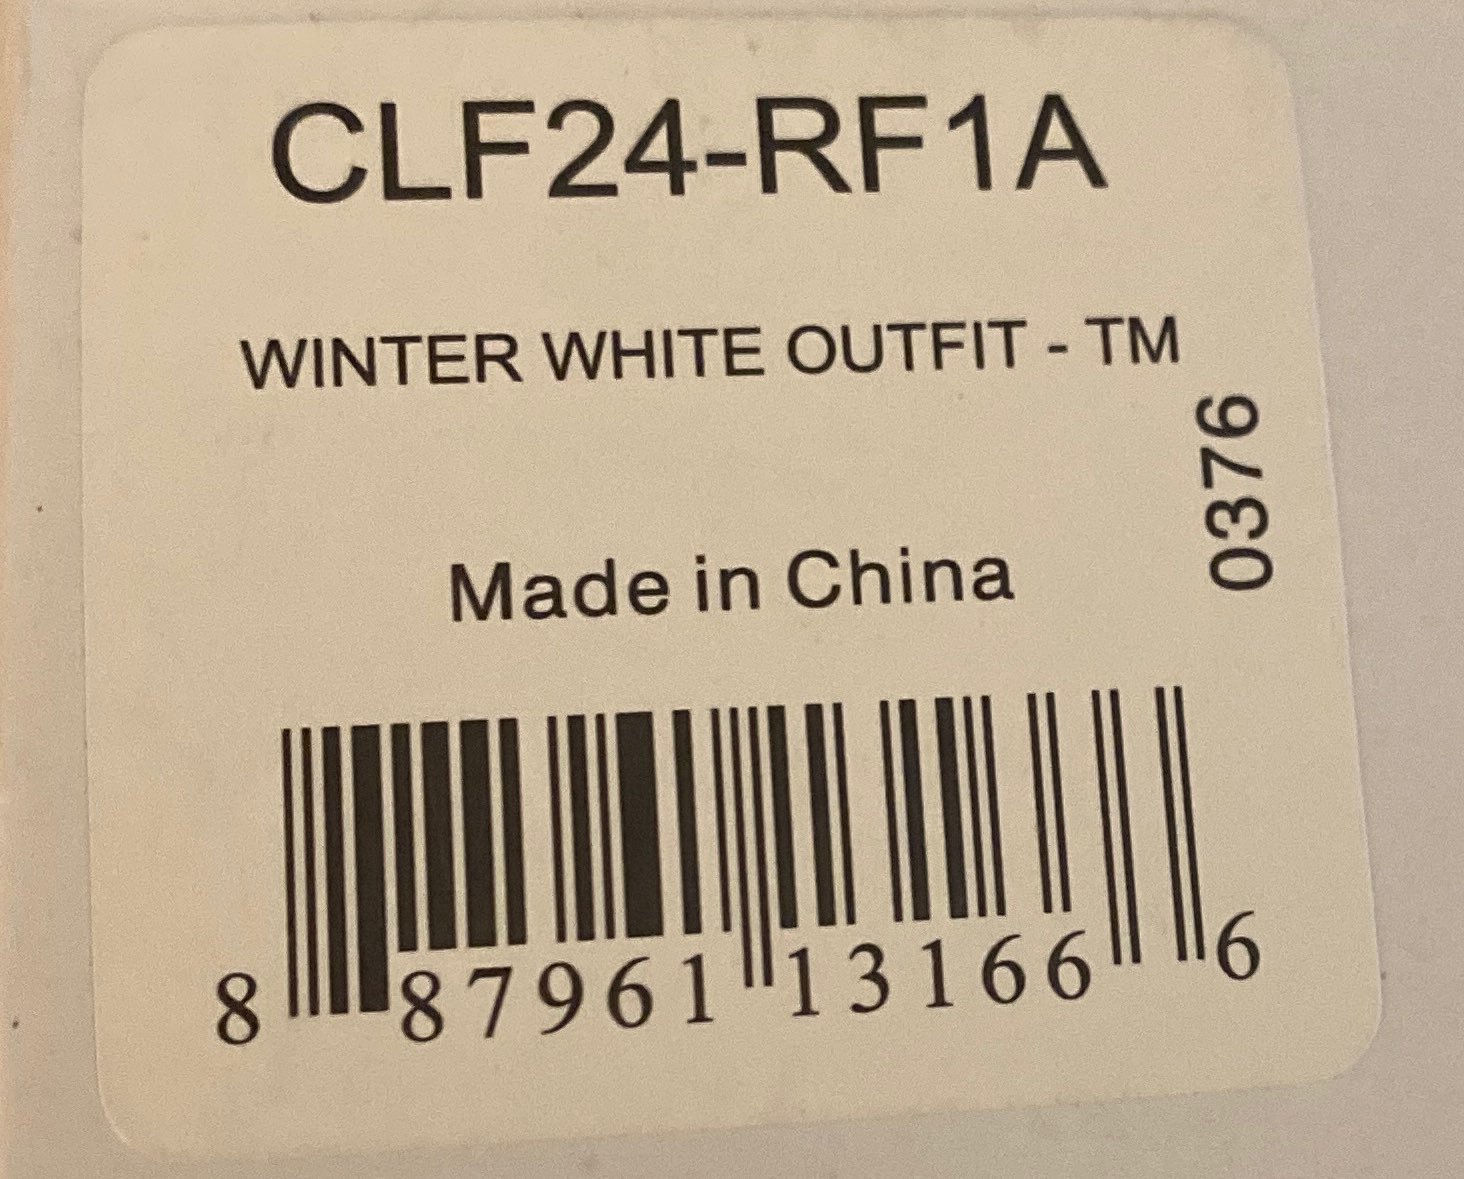 CLF24-RF1A
WINTER WHITE OUTFIT - TM
0376
Made in China
8 87961 13166 6